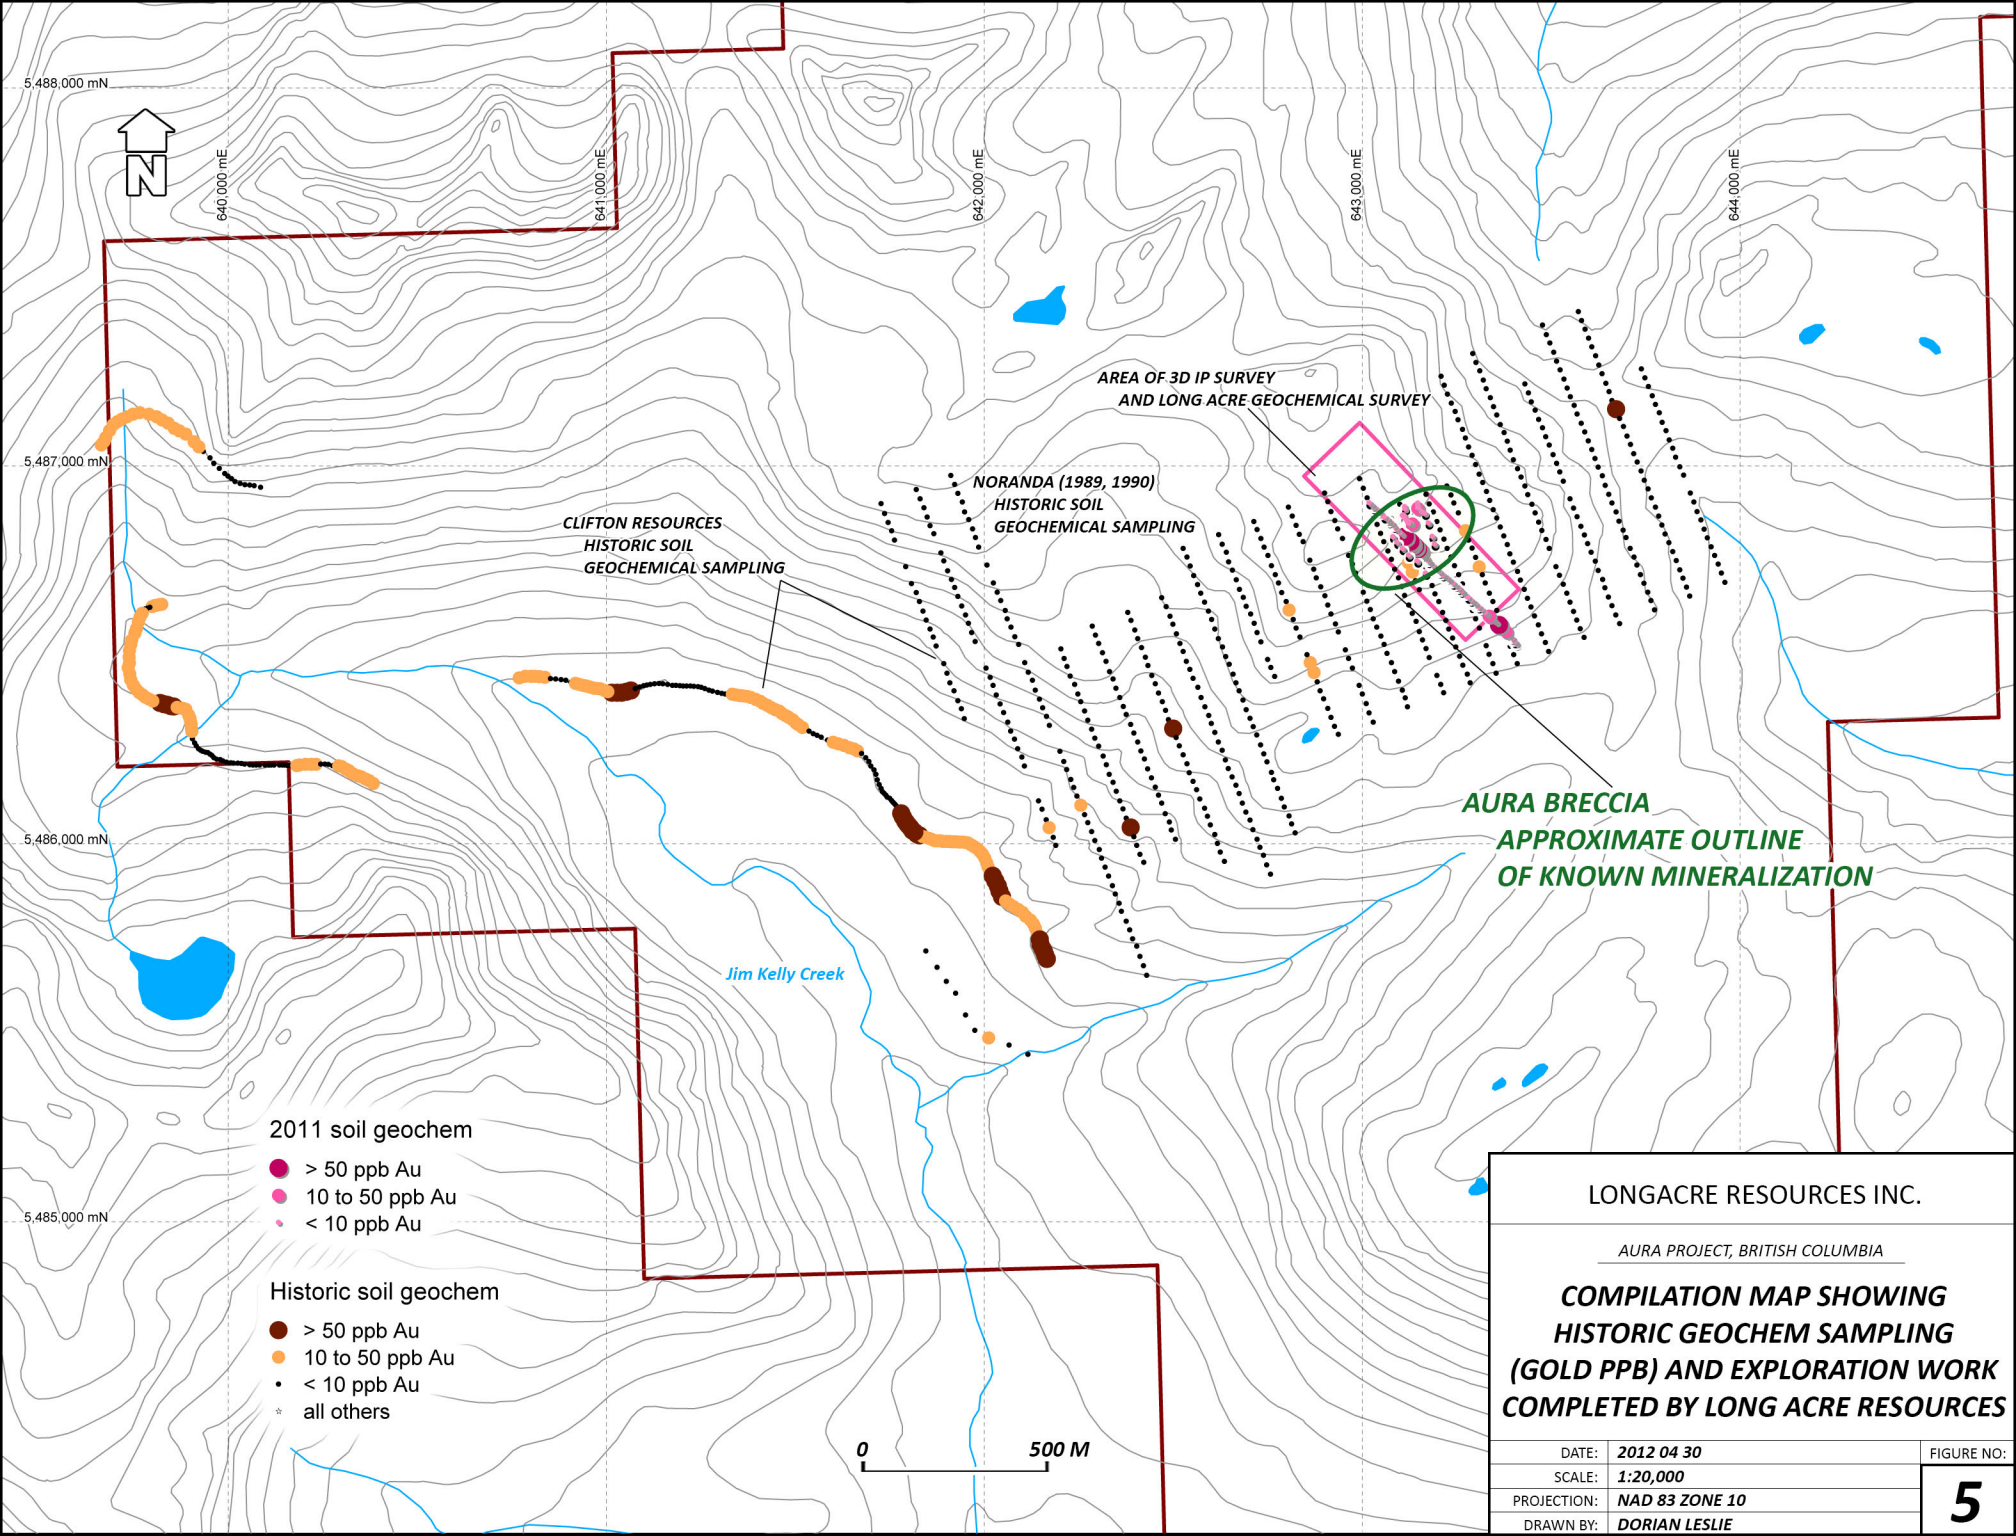 5,488,000 mN
N
640,000 mE
641,000 mE
642,000 mE
643,000 mE
644,000 mE
AREA OF 3D IP SURVEY
AND LONG ACRE GEOCHEMICAL SURVEY
5,487,000 mN
NORANDA (1989, 1990)
HISTORIC SOIL
GEOCHEMICAL SAMPLING
CLIFTON RESOURCES
HISTORIC SOIL
GEOCHEMICAL SAMPLING
AURA BRECCIA
APPROXIMATE OUTLINE
OF KNOWN MINERALIZATION
5,486,000 mN
Jim Kelly Creek
5,485,000 mN
2011 soil geochem
> 50 ppb Au
10 to 50 ppb Au
< 10 ppb Au
Historic soil geochem
> 50 ppb Au
10 to 50 ppb Au
< 10 ppb Au
all others
0 500 M
LONGACRE RESOURCES INC.
AURA PROJECT, BRITISH COLUMBIA
COMPILATION MAP SHOWING
HISTORIC GEOCHEM SAMPLING
(GOLD PPB) AND EXPLORATION WORK
COMPLETED BY LONG ACRE RESOURCES
DATE: 2012 04 30
SCALE: 1:20,000
PROJECTION: NAD 83 ZONE 10
DRAWN BY: DORIAN LESLIE
FIGURE NO:
5